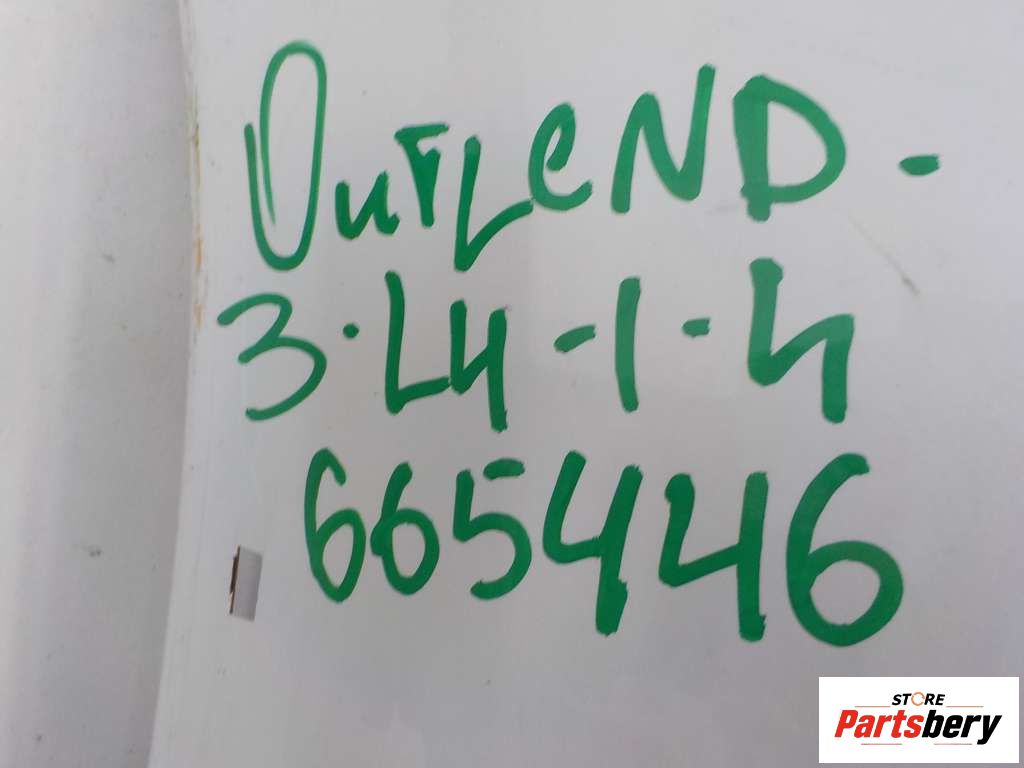 OutLeND -
3·L4-1-4
665446
STORE
Partsbery